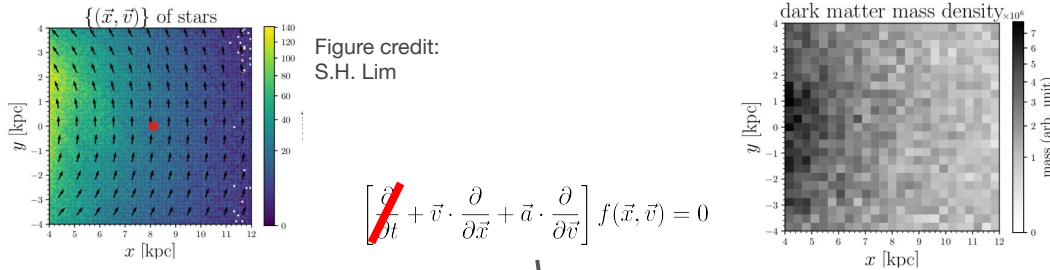 {(x⃗, v⃗)} of stars
y [kpc]
4
3
2
1
0
−1
−2
−3
−4
4 5 6 7 8 9 10 11 12
x [kpc]
140
120
100
80
60
40
20
0
Figure credit:
S.H. Lim
[∂/∂t + v⃗ · ∂/∂x⃗ + a⃗ · ∂/∂v⃗] f(x⃗, v⃗) = 0
dark matter mass density
×10⁶
y [kpc]
4
3
2
1
0
−1
−2
−3
−4
4 5 6 7 8 9 10 11 12
x [kpc]
7
6
5
4
3
2
1
0
mass (arb. unit)